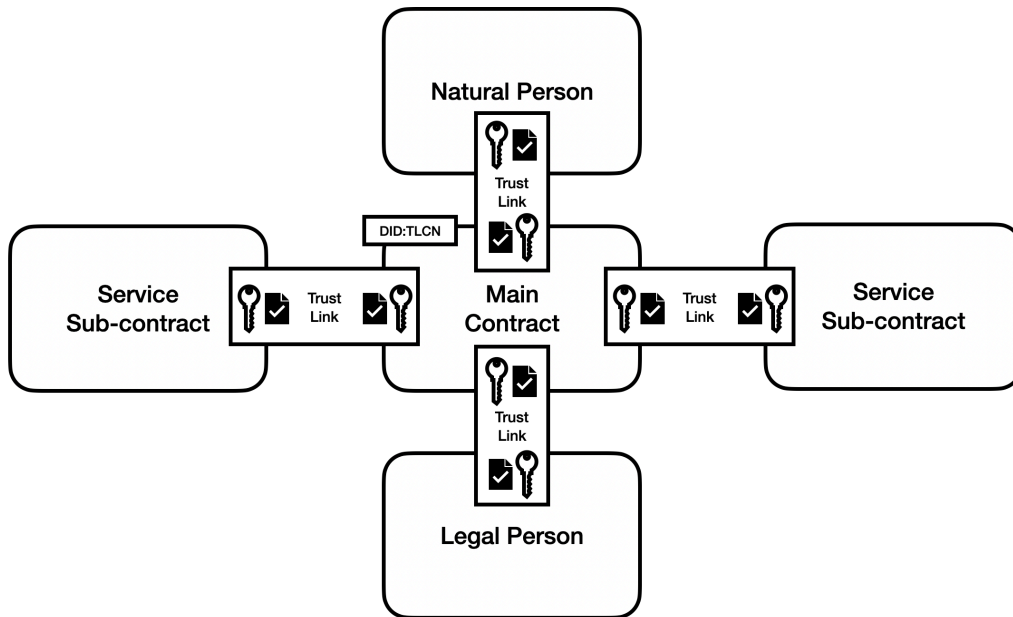 Natural Person
Trust
Link
DID:TLCN
Service
Sub-contract
Trust
Link
Main
Contract
Trust
Link
Service
Sub-contract
Trust
Link
Legal Person